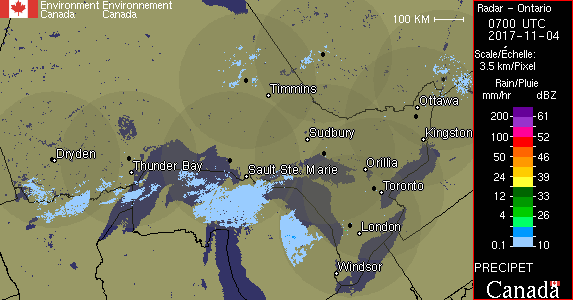 Environment Environnement
Canada Canada
100 KM
Timmins
Ottawa
Sudbury
Kingston
Dryden
Thunder Bay
Sault Ste. Marie
Orillia
Toronto
London
Windsor
Radar - Ontario
0700 UTC
2017-11-04
Scale/Échelle:
3.5 km/Pixel
Rain/Pluie
mm/hr dBZ
200 61
100 52
50 46
24 39
12 33
4 26
0.1 10
PRECIPET
Canada